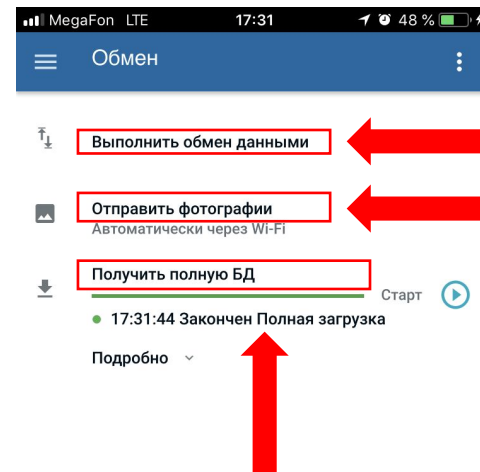 MegaFon LTE 17:31 48 %
Обмен
Выполнить обмен данными
Отправить фотографии
Автоматически через Wi-Fi
Получить полную БД
Старт
17:31:44 Закончен Полная загрузка
Подробно